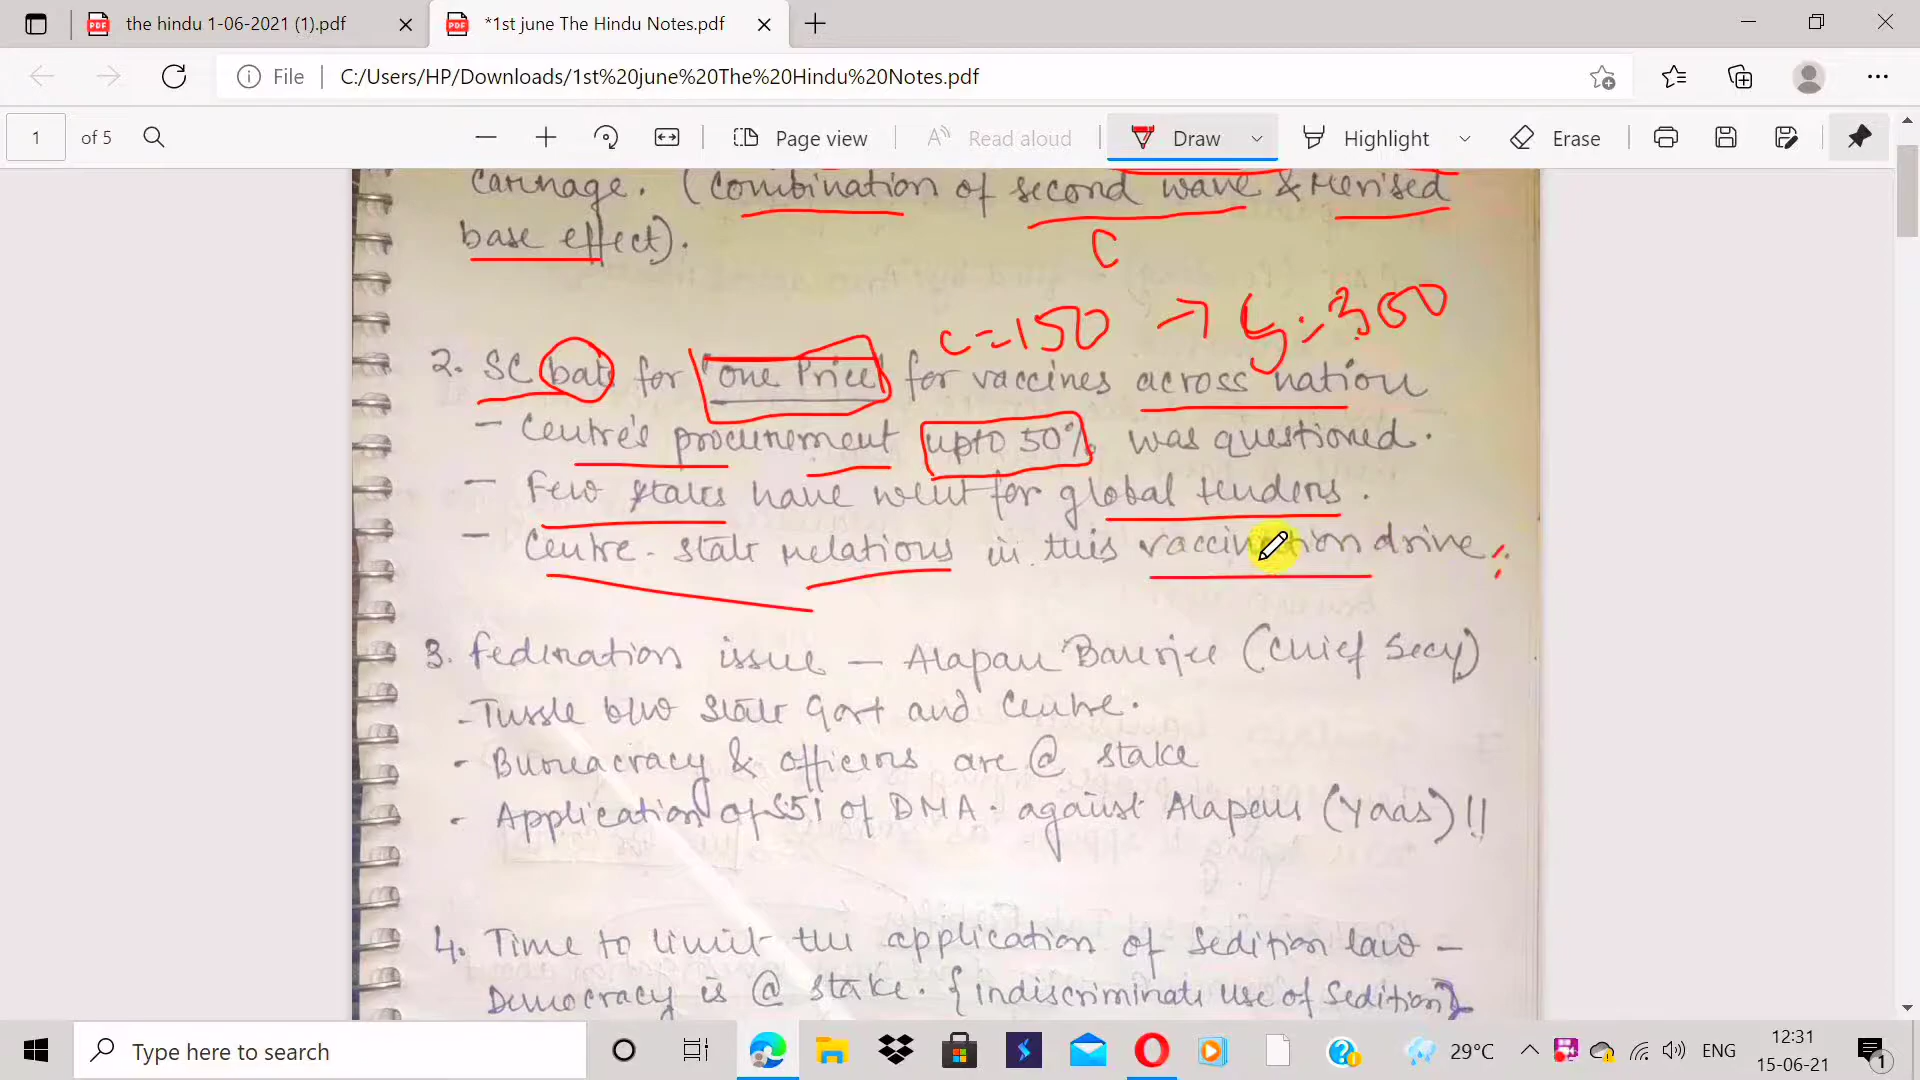 the hindu 1-06-2021 (1).pdf
*1st june The Hindu Notes.pdf
File
C:/Users/HP/Downloads/1st%20june%20The%20Hindu%20Notes.pdf
1 of 5
Page view
Read aloud
Draw
Highlight
Erase
Carnage. (Combination of second wave & revised
base effect).
C
C=150 → G=300
2. SC bat for "one Price" for vaccines across nation
- Centre's procurement upto 50% was questioned.
- Few states have went for global tenders.
- Centre-state relations in this vaccination drive.
3. Federation issue - Alapan Banerjee (Chief Secy)
- Tussle b/w State Govt and Centre.
- Bureacracy & officers are @ stake
- Application of S51 of DMA. against Alapan (Yaas)!!
4. Time to limit the application of Sedition law -
Democracy is @ stake. {indiscriminate use of Sedition}
Type here to search
29°C
ENG
12:31
15-06-21
1